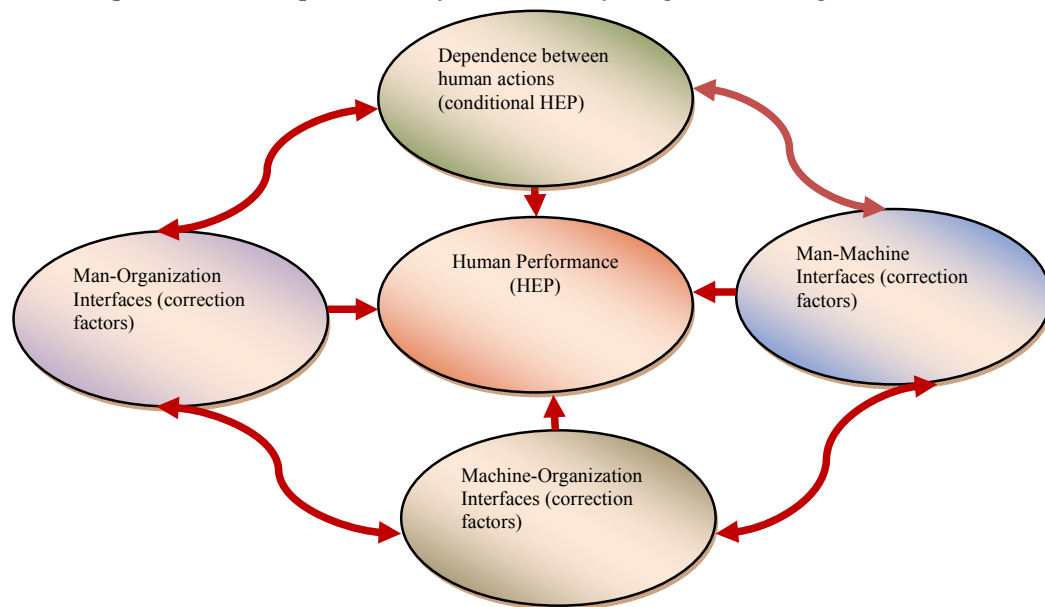 Dependence between
human actions
(conditional HEP)
Man-Organization
Interfaces (correction
factors)
Human Performance
(HEP)
Man-Machine
Interfaces (correction
factors)
Machine-Organization
Interfaces (correction
factors)